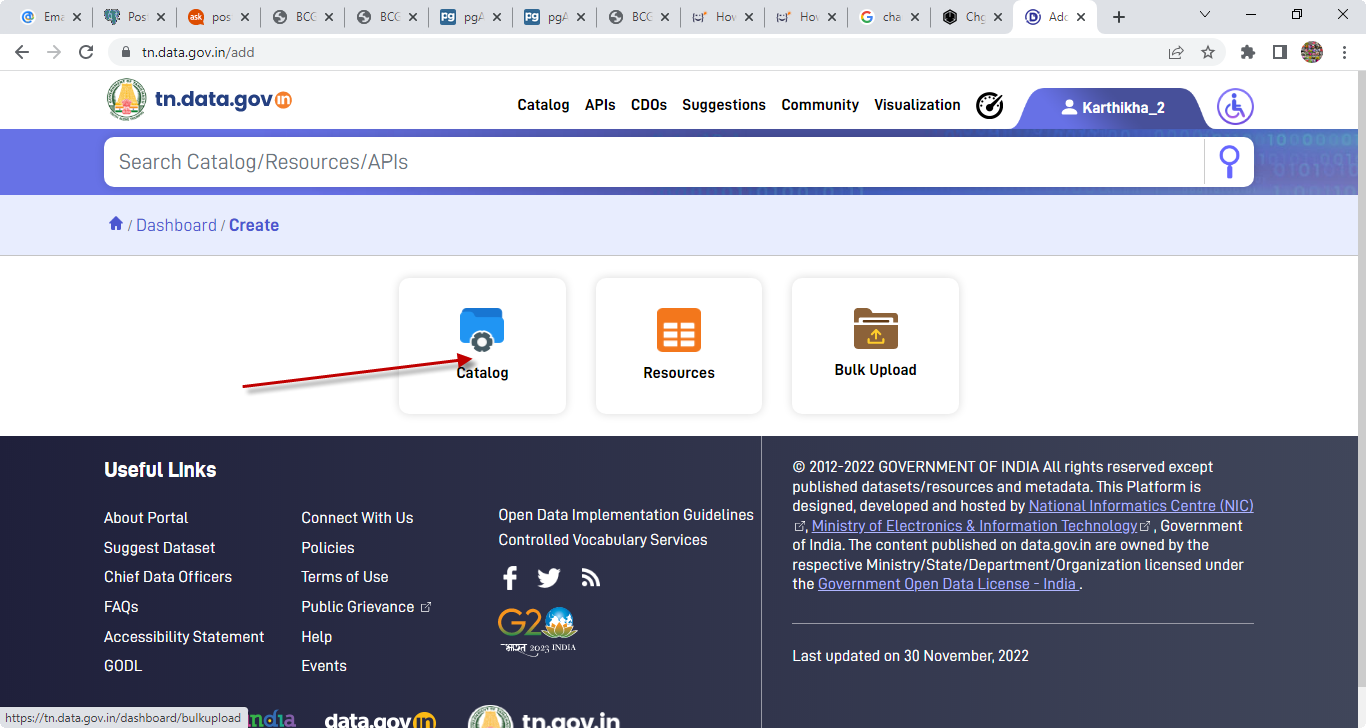 Ema
Pos
ask
pos
BCC
BCC
pgA
pgA
BCC
Hov
Hov
cha
Chg
Adc
tn.data.gov.in/add
tn.data.gov in
Catalog APIs CDOs Suggestions Community Visualization
Karthikha_2
Search Catalog/Resources/APIs
/ Dashboard / Create
Catalog
Resources
Bulk Upload
Useful Links
About Portal
Suggest Dataset
Chief Data Officers
FAQs
Accessibility Statement
GODL
Connect With Us
Policies
Terms of Use
Public Grievance
Help
Events
Open Data Implementation Guidelines
Controlled Vocabulary Services
G20
भारत 2023 INDIA
© 2012-2022 GOVERNMENT OF INDIA All rights reserved except
published datasets/resources and metadata. This Platform is
designed, developed and hosted by National Informatics Centre (NIC)
, Ministry of Electronics & Information Technology , Government
of India. The content published on data.gov.in are owned by the
respective Ministry/State/Department/Organization licensed under
the Government Open Data License - India .
Last updated on 30 November, 2022
https://tn.data.gov.in/dashboard/bulkupload
india
data.gov in
tn.gov.in